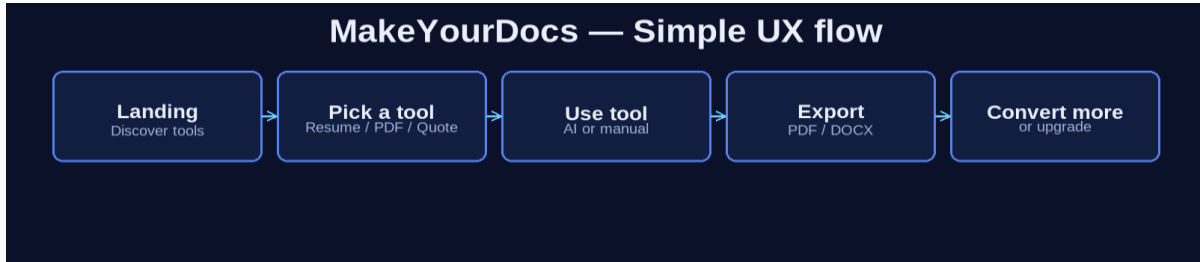 MakeYourDocs — Simple UX flow
Landing
Discover tools
Pick a tool
Resume / PDF / Quote
Use tool
AI or manual
Export
PDF / DOCX
Convert more
or upgrade